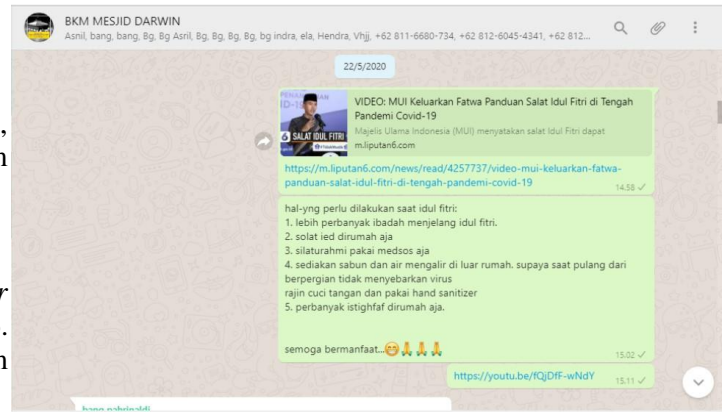 BKM MESJID DARWIN
Asnil, bang, bang, Bg, Bg Asril, Bg, Bg, Bg, Bg, bg indra, ela, Hendra, Vhjj, +62 811-6680-734, +62 812-6045-4341, +62 812...
22/5/2020
VIDEO: MUI Keluarkan Fatwa Panduan Salat Idul Fitri di Tengah
Pandemi Covid-19
Majelis Ulama Indonesia (MUI) menyatakan salat Idul Fitri dapat
m.liputan6.com
6 SALAT IDUL FITRI
https://m.liputan6.com/news/read/4257737/video-mui-keluarkan-fatwa-
panduan-salat-idul-fitri-di-tengah-pandemi-covid-19
14.58
hal-yng perlu dilakukan saat idul fitri:
1. lebih perbanyak ibadah menjelang idul fitri.
2. solat ied dirumah aja
3. silaturahmi pakai medsos aja
4. sediakan sabun dan air mengalir di luar rumah. supaya saat pulang dari
berpergian tidak menyebarkan virus
rajin cuci tangan dan pakai hand sanitizer
5. perbanyak istighfaf dirumah aja.
semoga bermanfaat...😁🙏🙏🙏
15.02
https://youtu.be/fQjDfF-wNdY
15.11